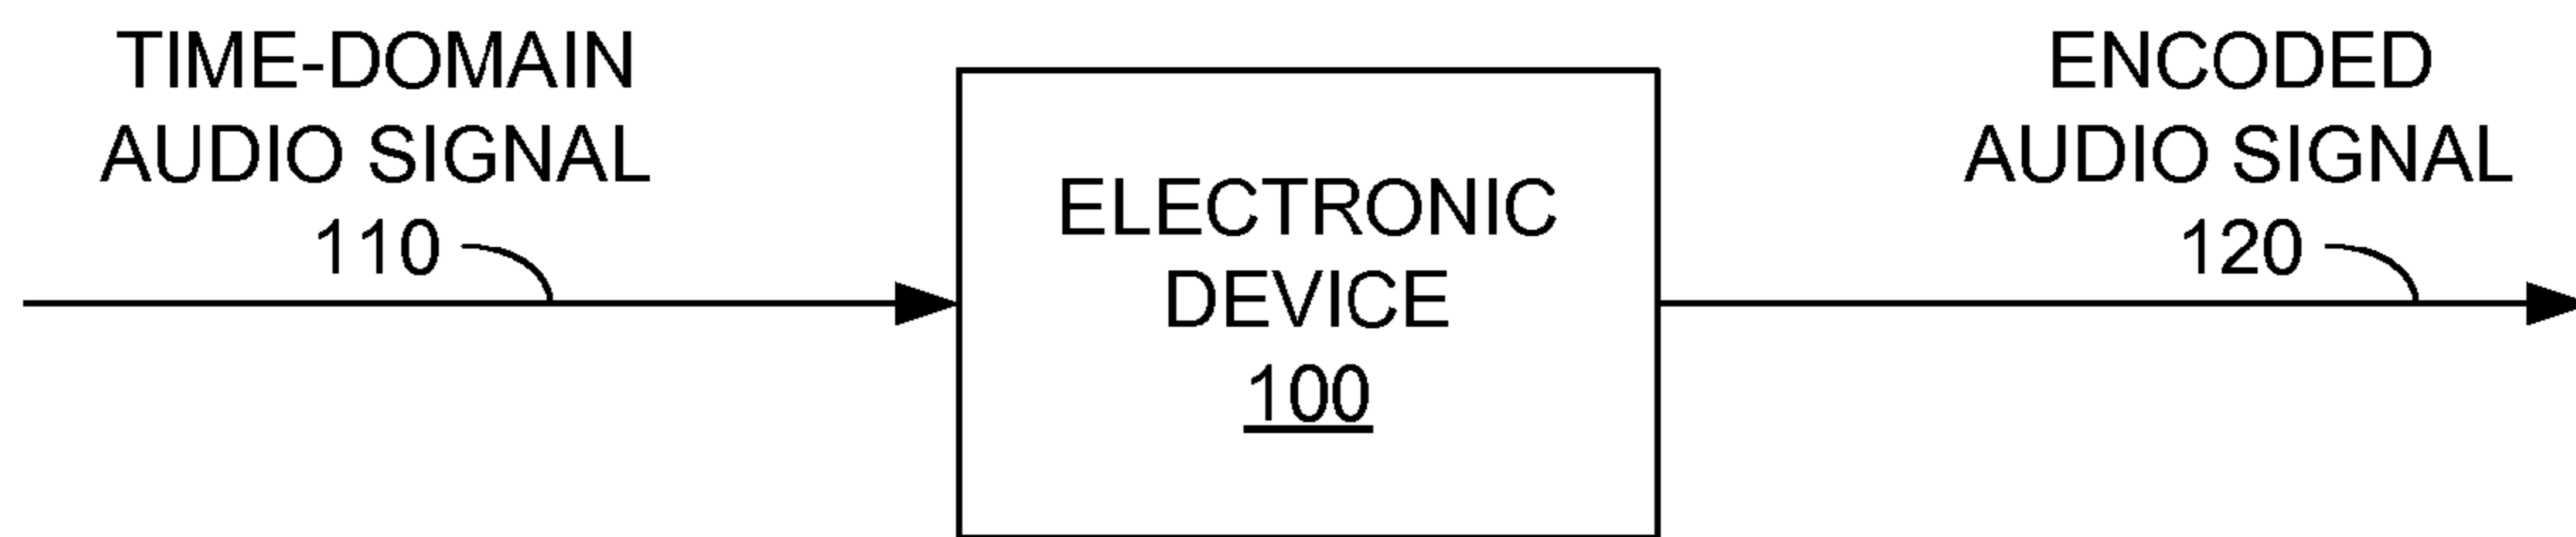 TIME-DOMAIN
AUDIO SIGNAL
110
ELECTRONIC
DEVICE
100
ENCODED
AUDIO SIGNAL
120